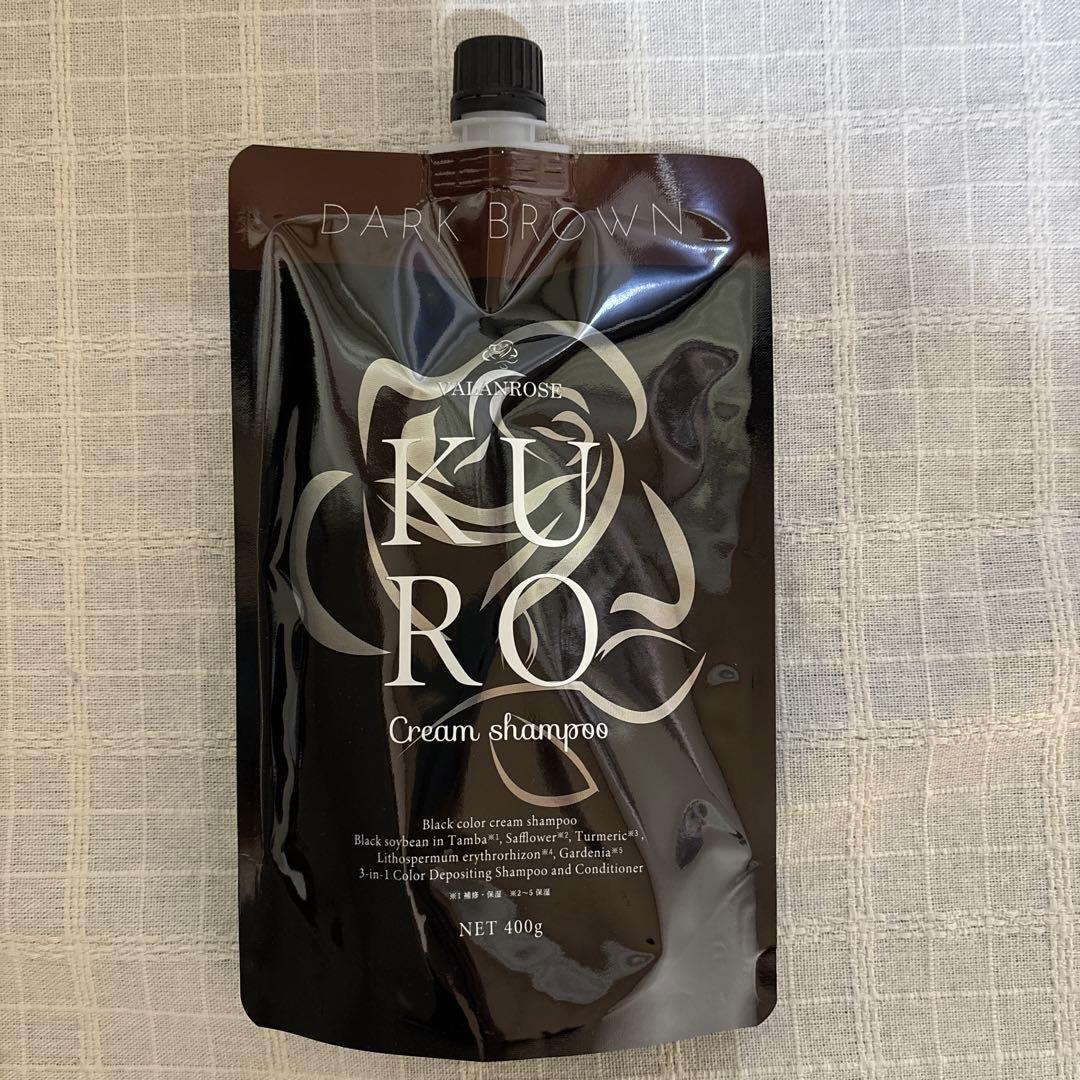 DARK BROWN
VALANROSE
KU
RO
Cream shampoo
Black color cream shampoo
Black soybean in Tamba※1, Safflower※2, Turmeric※3,
Lithospermum erythrorhizon※4, Gardenia※5
3-in-1 Color Depositing Shampoo and Conditioner
※1 補修・保湿 ※2～5 保湿
NET 400g